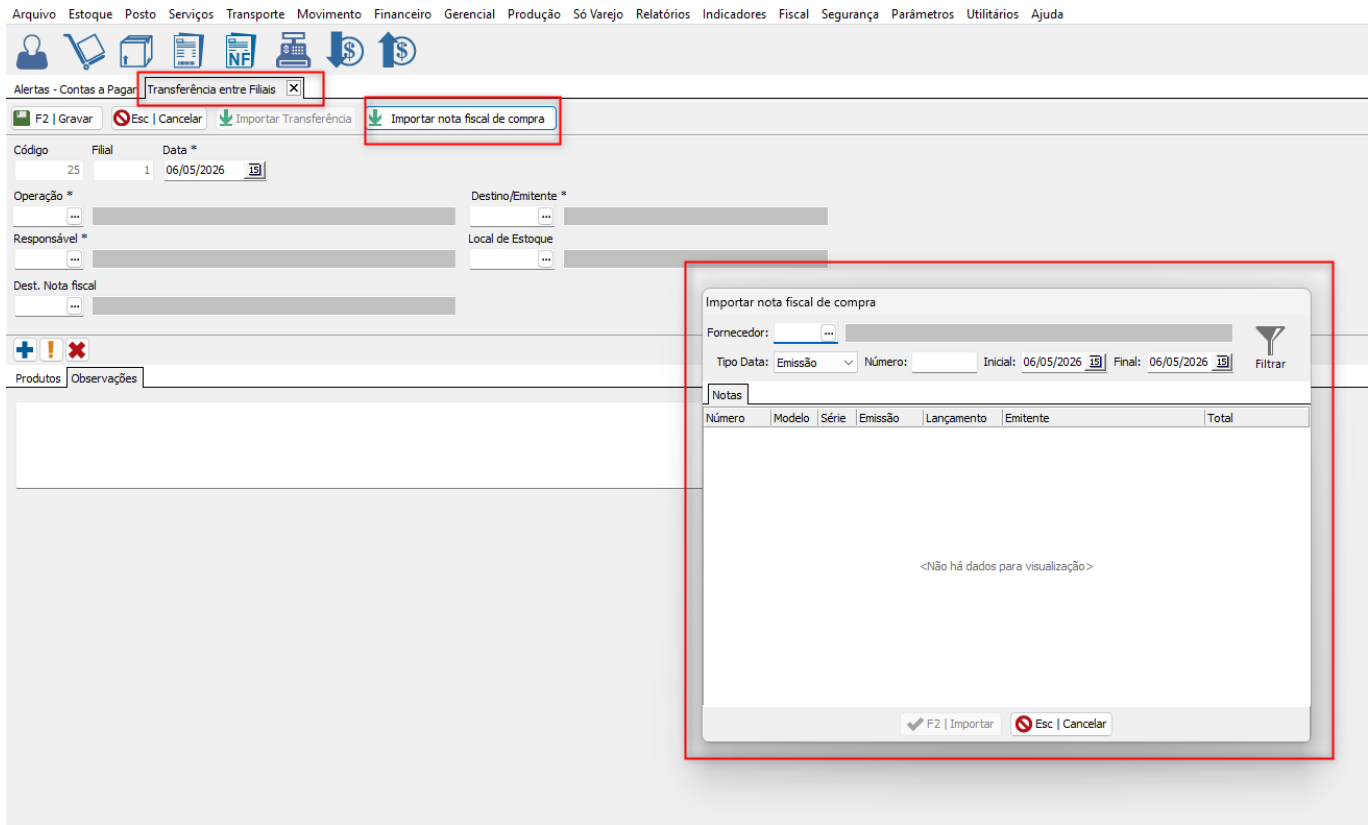 Arquivo Estoque Posto Serviços Transporte Movimento Financeiro Gerencial Produção Só Varejo Relatórios Indicadores Fiscal Segurança Parâmetros Utilitários Ajuda
NF
Alertas - Contas a Pagar Transferência entre Filiais
F2 | Gravar Esc | Cancelar Importar Transferência Importar nota fiscal de compra
Código Filial Data *
25 1 06/05/2026 15
Operação * Destino/Emitente *
... ...
Responsável * Local de Estoque
... ...
Dest. Nota fiscal
...
Produtos Observações
Importar nota fiscal de compra
Fornecedor: ...
Tipo Data: Emissão Número: Inicial: 06/05/2026 15 Final: 06/05/2026 15 Filtrar
Notas
Número Modelo Série Emissão Lançamento Emitente Total
<Não há dados para visualização>
F2 | Importar Esc | Cancelar